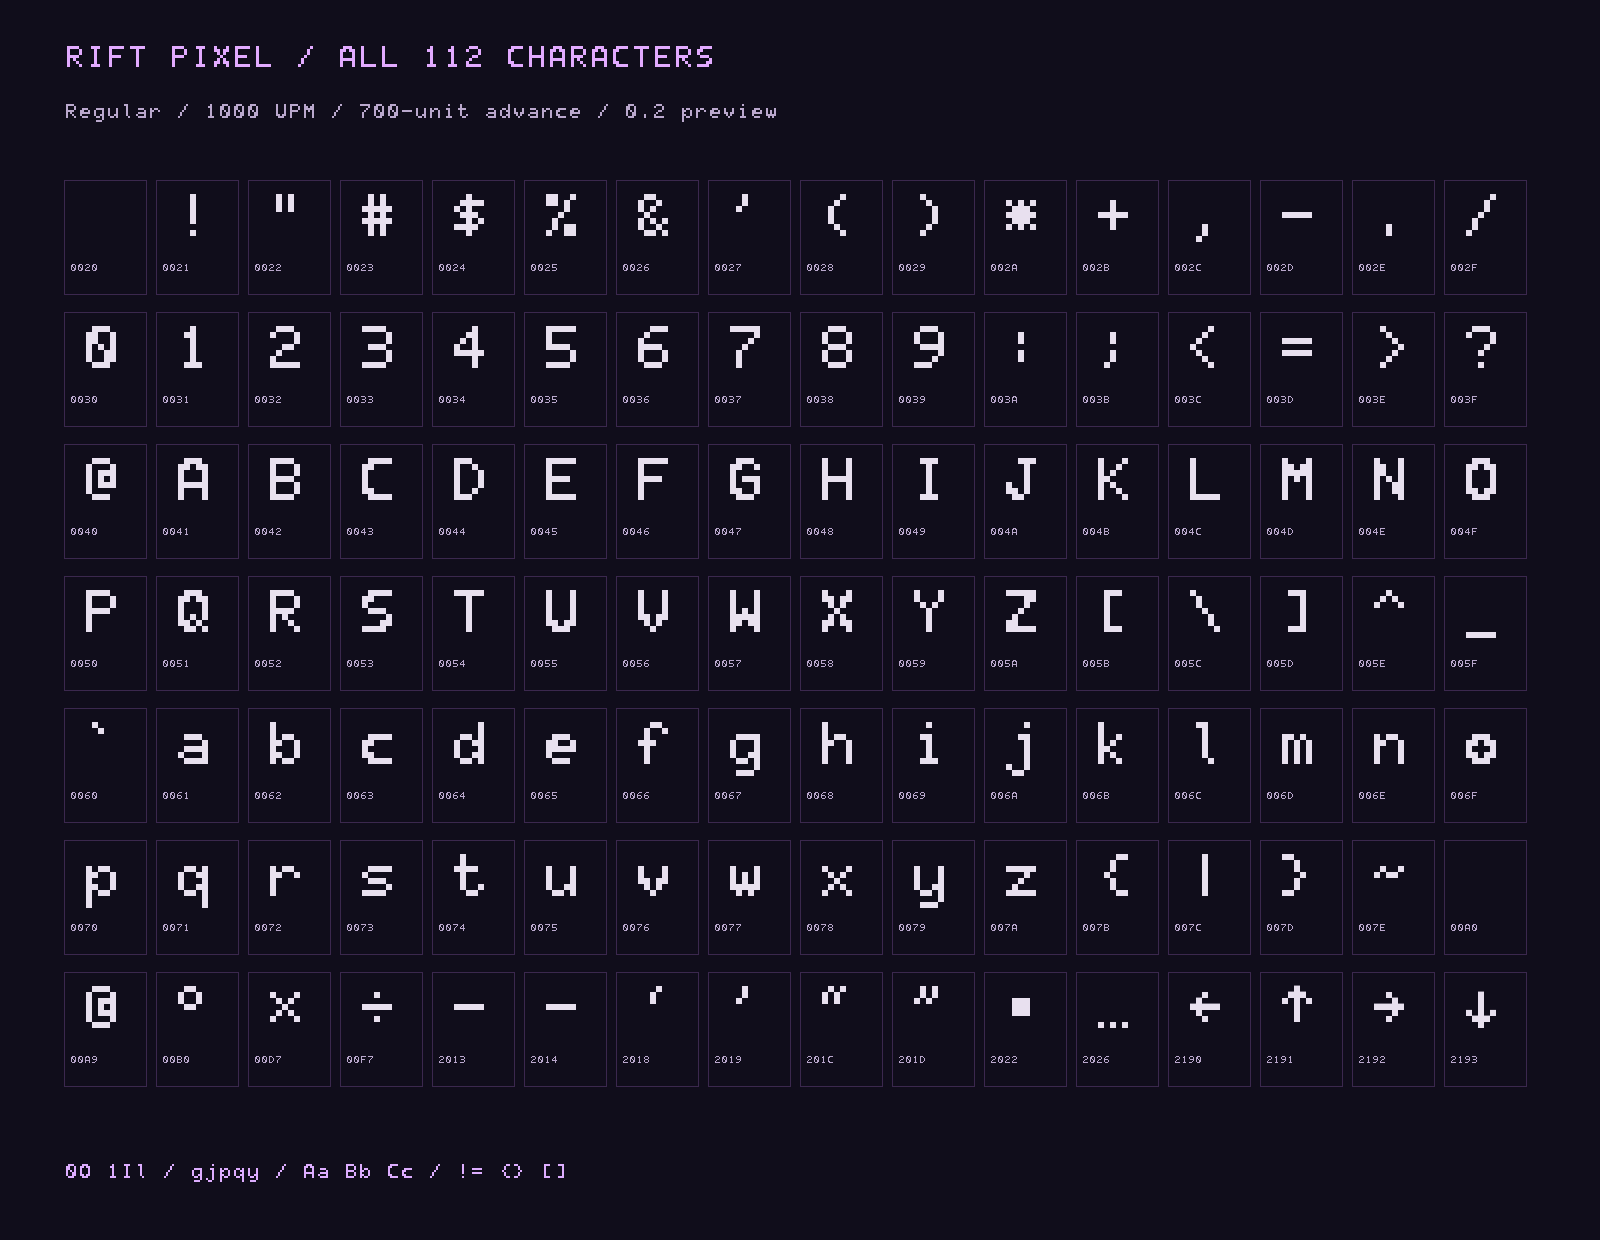 RIFT PIXEL / ALL 112 CHARACTERS
Regular / 1000 UPM / 700-unit advance / 0.2 preview
! " # $ % & ' ( ) * + , - . /
0020 0021 0022 0023 0024 0025 0026 0027 0028 0029 002A 002B 002C 002D 002E 002F
0 1 2 3 4 5 6 7 8 9 : ; < = > ?
0030 0031 0032 0033 0034 0035 0036 0037 0038 0039 003A 003B 003C 003D 003E 003F
@ A B C D E F G H I J K L M N O
0040 0041 0042 0043 0044 0045 0046 0047 0048 0049 004A 004B 004C 004D 004E 004F
P Q R S T U V W X Y Z [ \ ] ^ _
0050 0051 0052 0053 0054 0055 0056 0057 0058 0059 005A 005B 005C 005D 005E 005F
` a b c d e f g h i j k l m n o
0060 0061 0062 0063 0064 0065 0066 0067 0068 0069 006A 006B 006C 006D 006E 006F
p q r s t u v w x y z { | } ~
0070 0071 0072 0073 0074 0075 0076 0077 0078 0079 007A 007B 007C 007D 007E 00A0
© ° × ÷ – — ‘ ’ “ ” • … ← ↑ → ↓
00A9 00B0 00D7 00F7 2013 2014 2018 2019 201C 201D 2022 2026 2190 2191 2192 2193
0O 1Il / gjpqy / Aa Bb Cc / != {} []